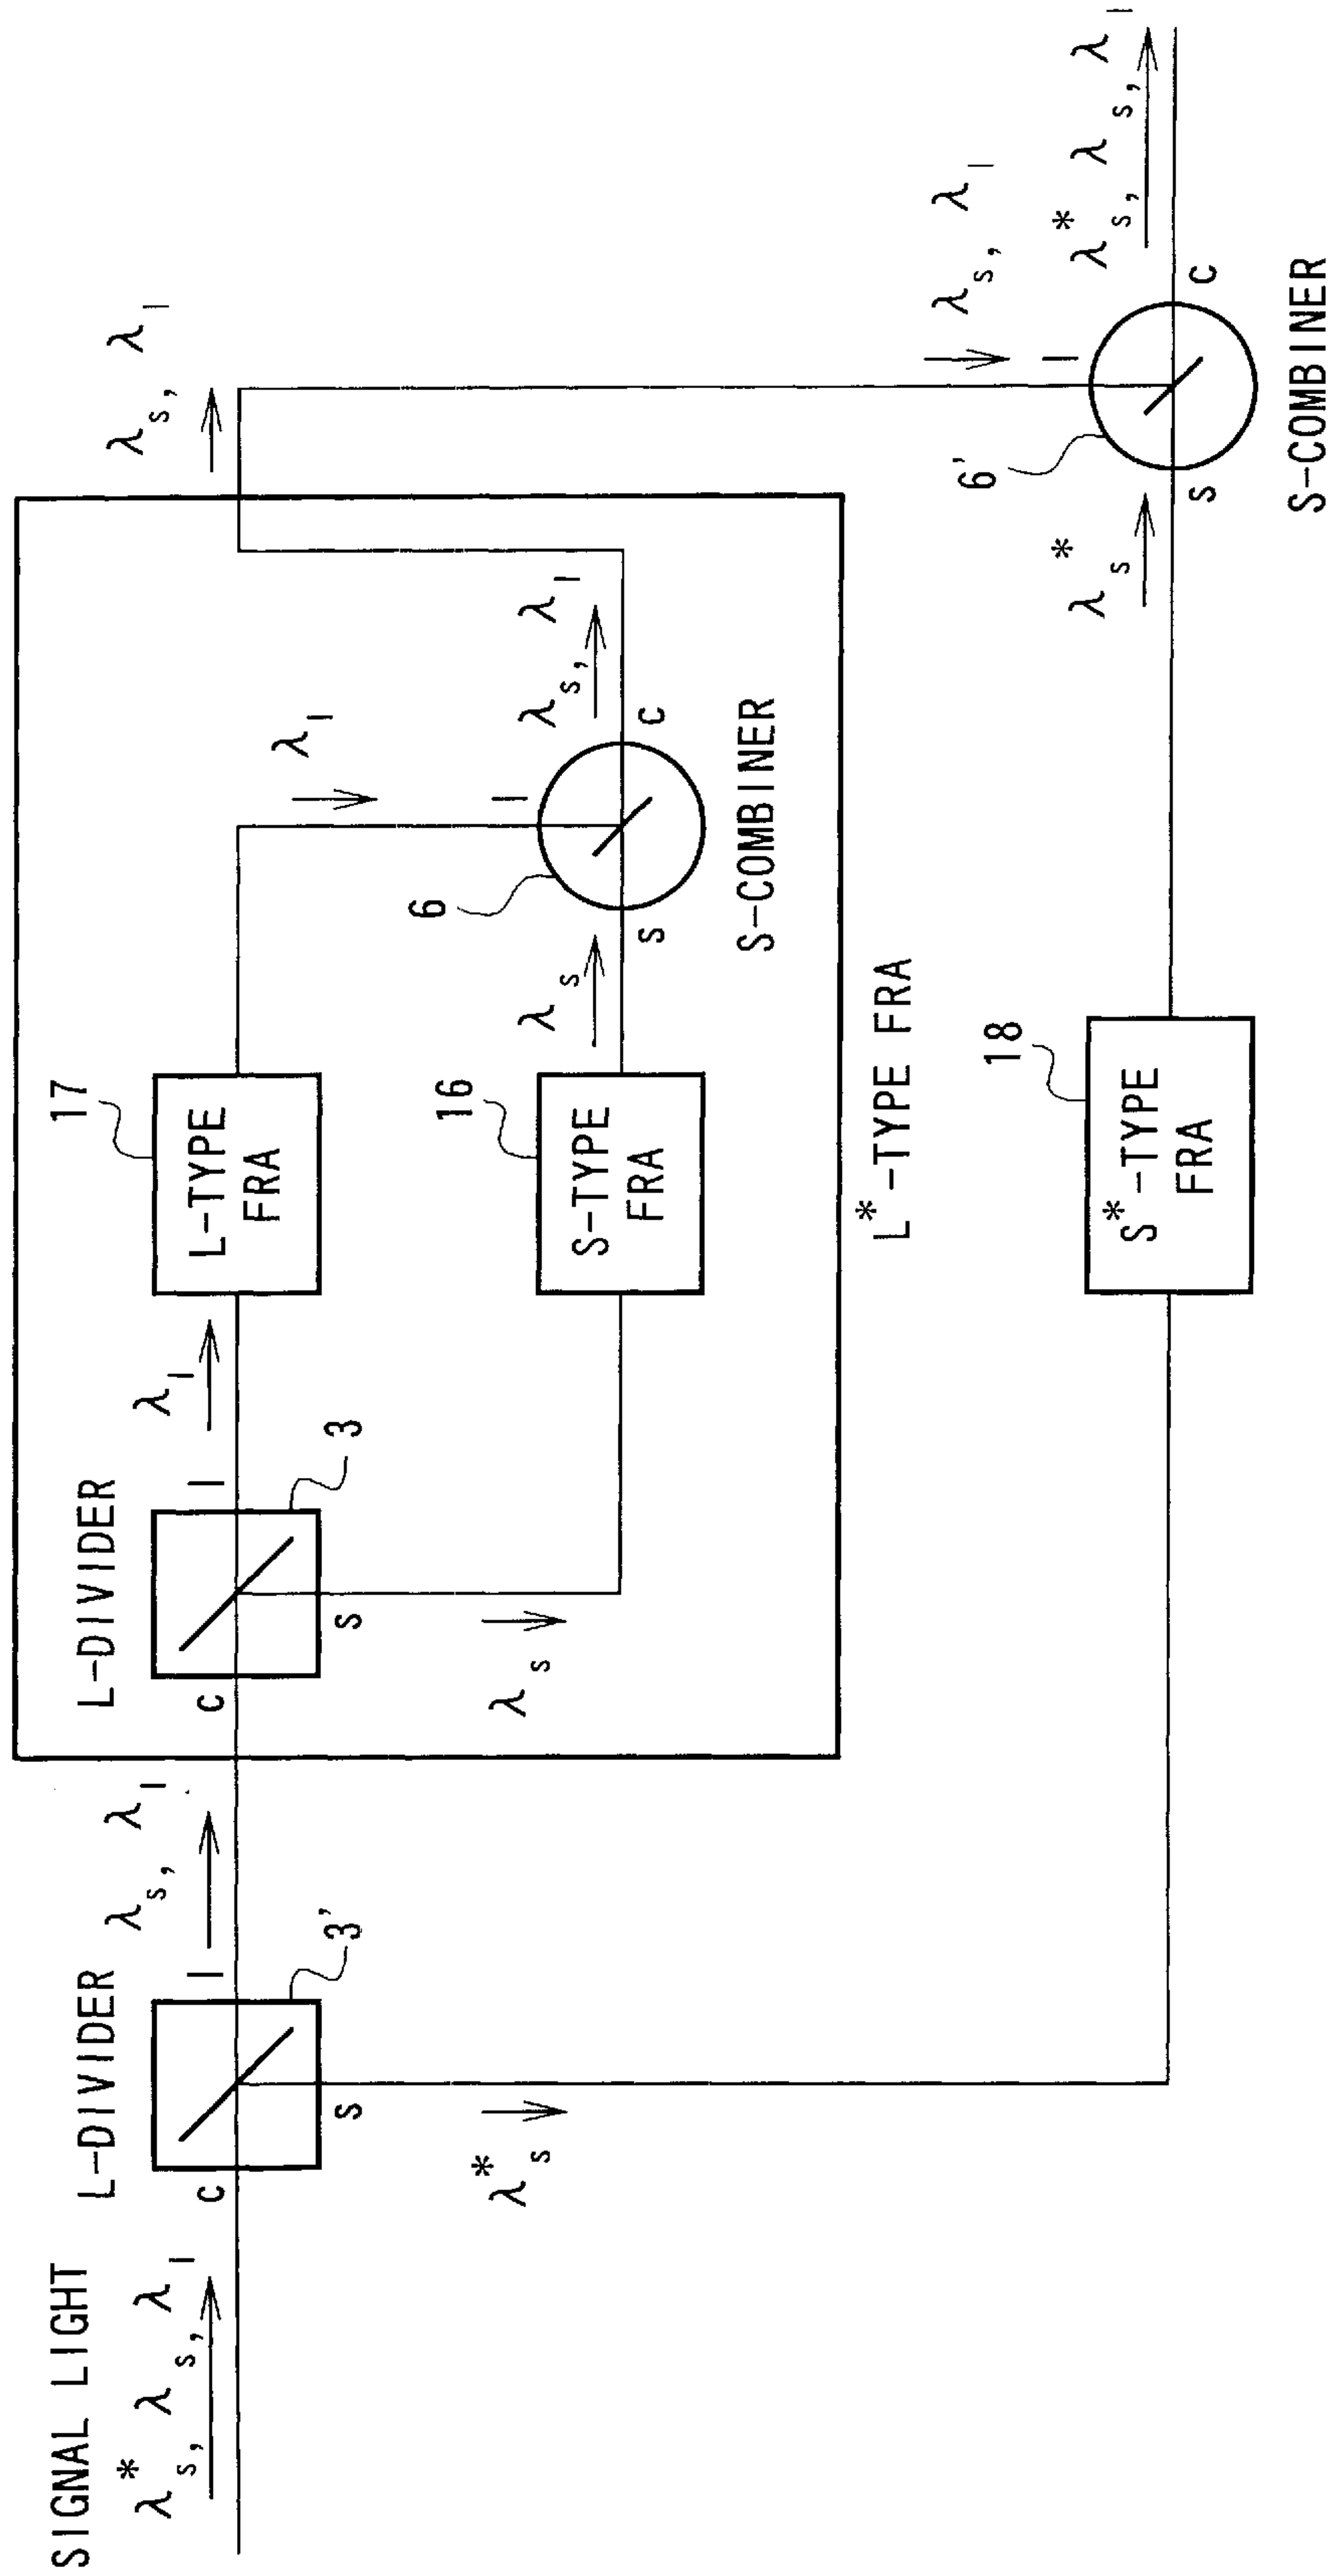 SIGNAL LIGHT
λ*s, λs, λl
L-DIVIDER
c
l
s
3'
λ*s
λs, λl
L-DIVIDER
c
l
s
3
λl
λs
17
L-TYPE
FRA
16
S-TYPE
FRA
λl
λs
6
s
l
c
S-COMBINER
λs, λl
L*-TYPE FRA
λs, λl
18
S*-TYPE
FRA
λs*
λs, λl
6'
s
l
c
λ*s, λs, λl
S-COMBINER